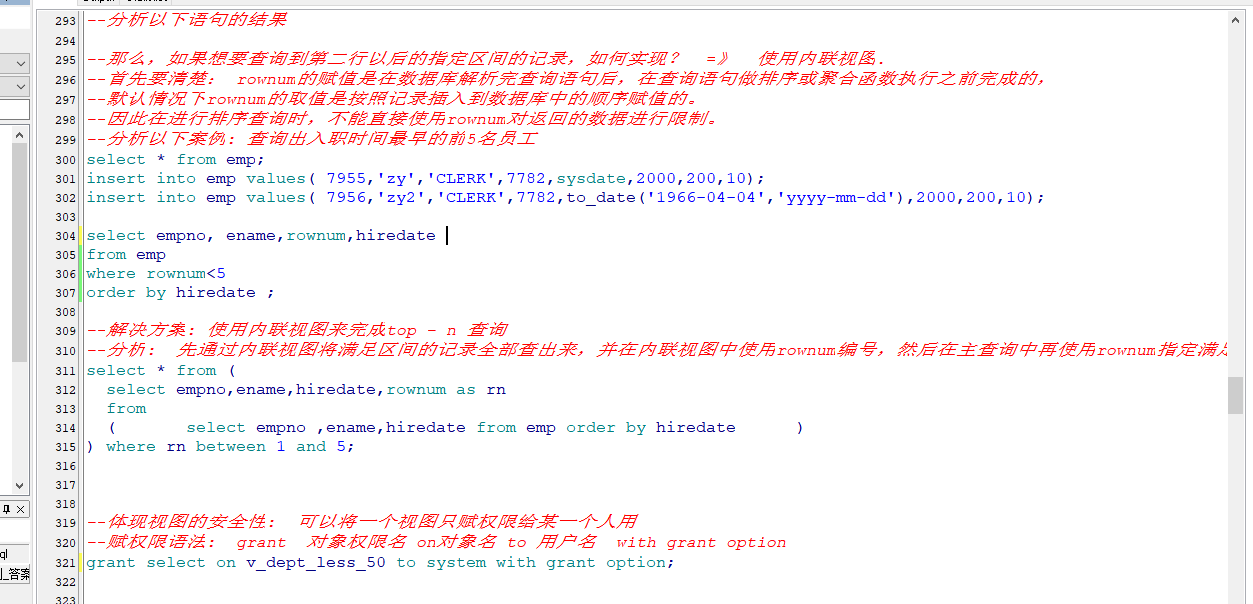 293 --分析以下语句的结果
294
295 --那么，如果想要查询到第二行以后的指定区间的记录，如何实现？ =》 使用内联视图.
296 --首先要清楚： rownum的赋值是在数据库解析完查询语句后，在查询语句做排序或聚合函数执行之前完成的，
297 --默认情况下rownum的取值是按照记录插入到数据库中的顺序赋值的。
298 --因此在进行排序查询时，不能直接使用rownum对返回的数据进行限制。
299 --分析以下案例：查询出入职时间最早的前5名员工
300 select * from emp;
301 insert into emp values( 7955,'zy','CLERK',7782,sysdate,2000,200,10);
302 insert into emp values( 7956,'zy2','CLERK',7782,to_date('1966-04-04','yyyy-mm-dd'),2000,200,10);
303
304 select empno, ename,rownum,hiredate
305 from emp
306 where rownum<5
307 order by hiredate ;
308
309 --解决方案：使用内联视图来完成top - n 查询
310 --分析： 先通过内联视图将满足区间的记录全部查出来，并在内联视图中使用rownum编号，然后在主查询中再使用rownum指定满足
311 select * from (
312 select empno,ename,hiredate,rownum as rn
313 from
314 ( select empno ,ename,hiredate from emp order by hiredate )
315 ) where rn between 1 and 5;
316
317
318
319 --体现视图的安全性： 可以将一个视图只赋权限给某一个人用
320 --赋权限语法： grant 对象权限名 on对象名 to 用户名 with grant option
321 grant select on v_dept_less_50 to system with grant option;
322
323
ql
答案